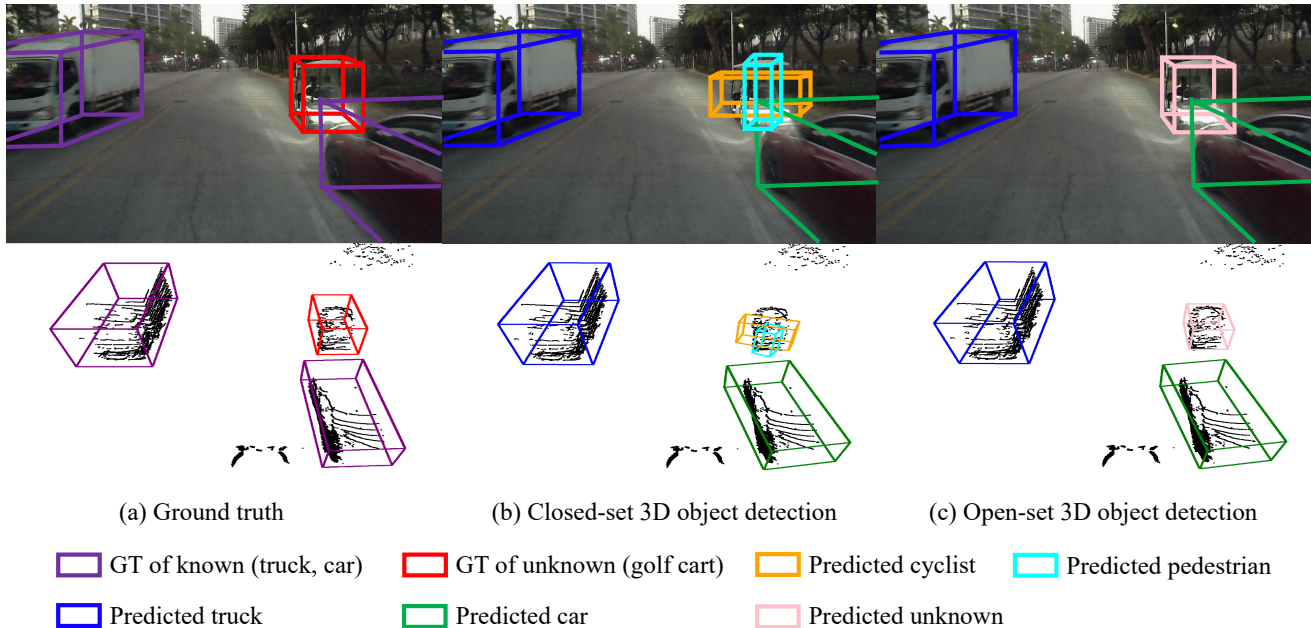 (a) Ground truth
(b) Closed-set 3D object detection
(c) Open-set 3D object detection
GT of known (truck, car)
GT of unknown (golf cart)
Predicted cyclist
Predicted pedestrian
Predicted truck
Predicted car
Predicted unknown